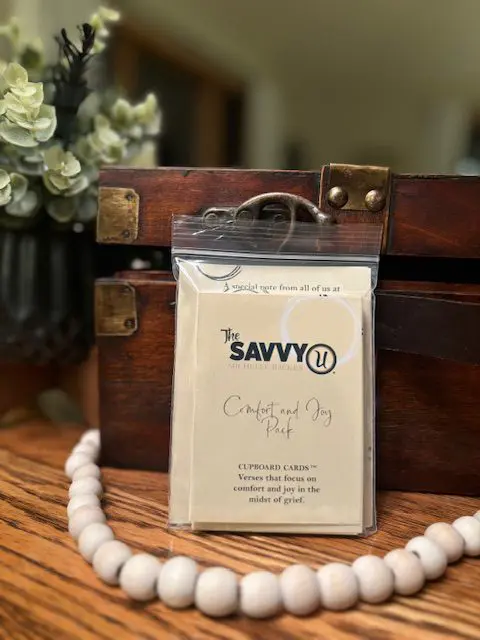 A special note from all of us at
The
SAVVY U
Comfort and Joy
Pack
CUPBOARD CARDS™
Verses that focus on
comfort and joy in the
midst of grief.